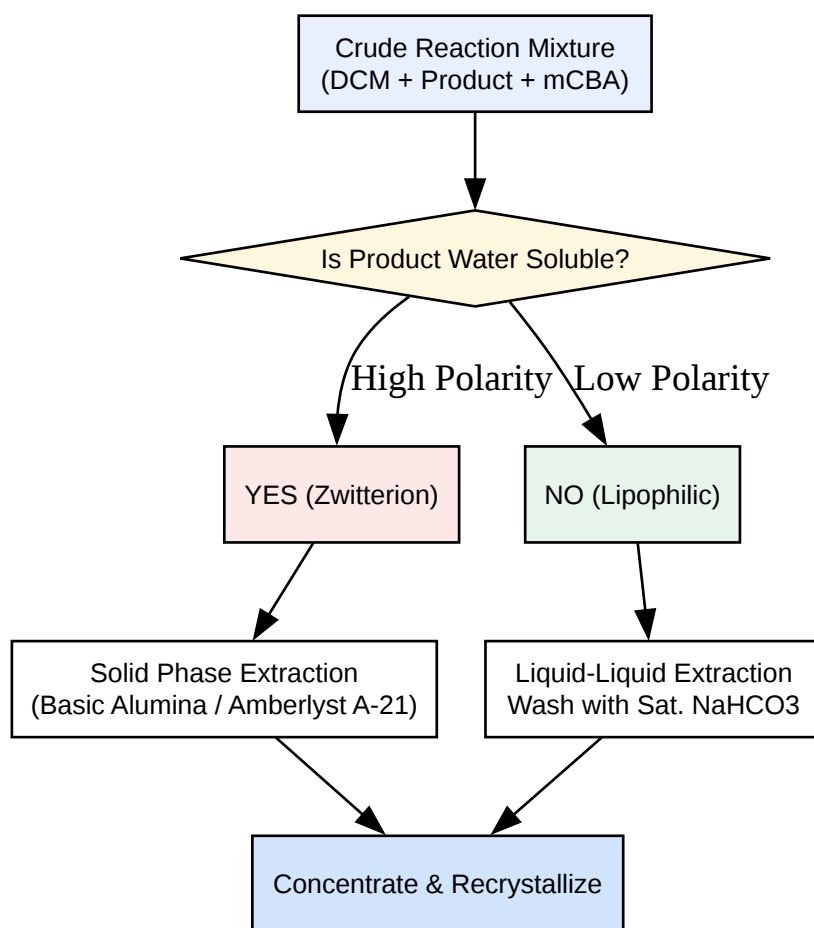 Crude Reaction Mixture
(DCM + Product + mCBA)
Is Product Water Soluble?
High Polarity
Low Polarity
YES (Zwitterion)
NO (Lipophilic)
Solid Phase Extraction
(Basic Alumina / Amberlyst A-21)
Liquid-Liquid Extraction
Wash with Sat. NaHCO3
Concentrate & Recrystallize